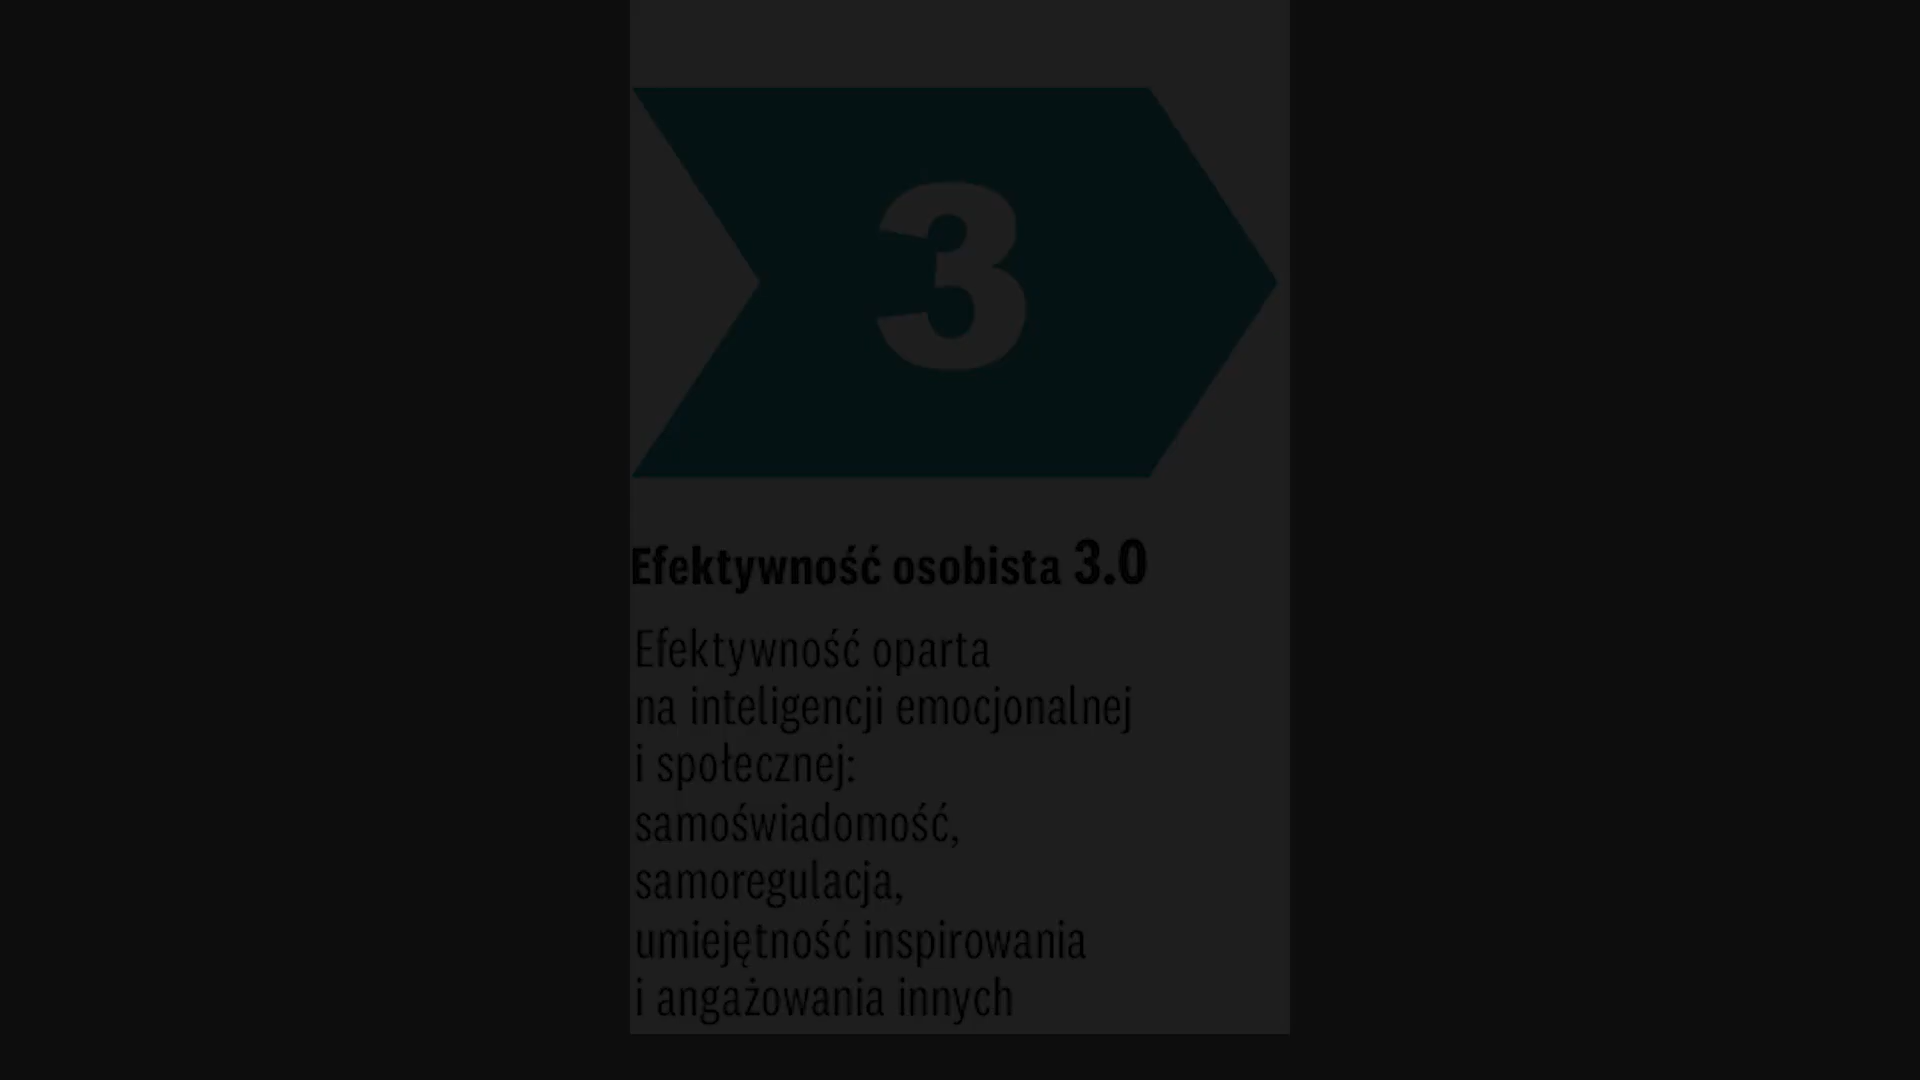 3
Efektywność osobista 3.0
Efektywność oparta
na inteligencji emocjonalnej
i społecznej:
samoświadomość,
samoregulacja,
umiejętność inspirowania
i angażowania innych